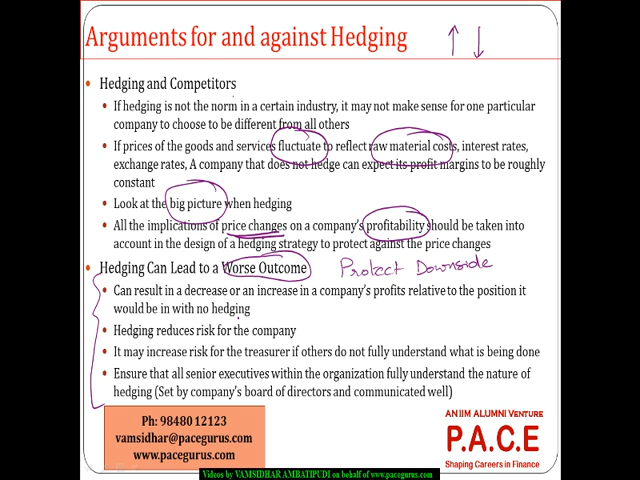 Arguments for and against Hedging
Hedging and Competitors
If hedging is not the norm in a certain industry, it may not make sense for one particular
company to choose to be different from all others
If prices of the goods and services fluctuate to reflect raw material costs, interest rates,
exchange rates, A company that does not hedge can expect its profit margins to be roughly
constant
Look at the big picture when hedging
All the implications of price changes on a company's profitability should be taken into
account in the design of a hedging strategy to protect against the price changes
Hedging Can Lead to a Worse Outcome Protect Downside
Can result in a decrease or an increase in a company's profits relative to the position it
would be in with no hedging
Hedging reduces risk for the company
It may increase risk for the treasurer if others do not fully understand what is being done
Ensure that all senior executives within the organization fully understand the nature of
hedging (Set by company's board of directors and communicated well)
Ph: 98480 12123
vamsidhar@pacegurus.com
www.pacegurus.com
AN IIM ALUMNI VENTURE
P.A.C.E
Shaping Careers in Finance
Videos by VAMSIDHAR AMBATIPUDI on behalf of www.pacegurus.com